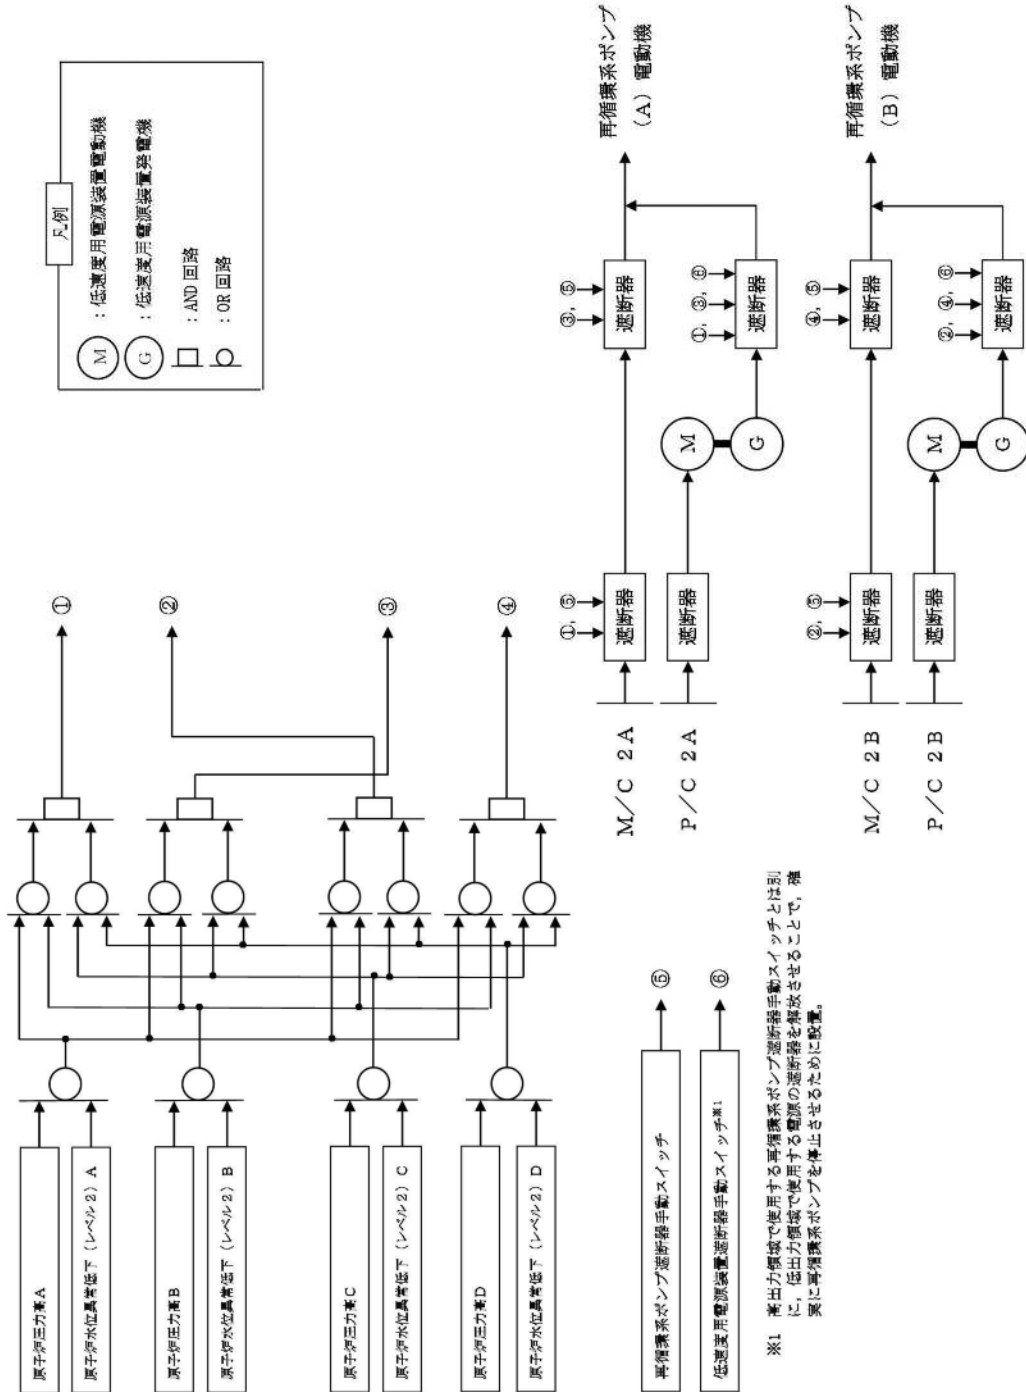 原子炉圧力高A
原子炉水位異常低下（レベル2）A
原子炉圧力高B
原子炉水位異常低下（レベル2）B
原子炉圧力高C
原子炉水位異常低下（レベル2）C
原子炉圧力高D
原子炉水位異常低下（レベル2）D
①
②
③
④
凡例
M
：低速度用電源装置電動機
G
：低速度用電源装置発電機
：AND回路
：OR回路
再循環系ポンプ遮断器手動スイッチ
⑤
低速度用電源装置遮断器手動スイッチ※1
⑥
M／C 2A
①, ⑤
遮断器
③, ⑤
遮断器
再循環系ポンプ
（A）電動機
P／C 2A
遮断器
M
G
①, ③, ⑥
遮断器
M／C 2B
②, ⑤
遮断器
④, ⑤
遮断器
再循環系ポンプ
（B）電動機
P／C 2B
遮断器
M
G
②, ④, ⑥
遮断器
※1 高出力領域で使用する再循環系ポンプ遮断器手動スイッチとは別
に，低出力領域で使用する電源の遮断器を解放させることで，確
実に再循環系ポンプを停止させるために設置。